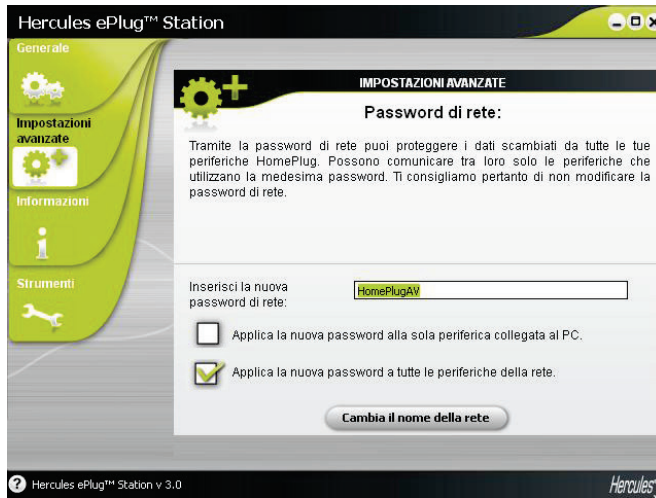 Hercules ePlug™ Station
Generale
Impostazioni
avanzate
Informazioni
Strumenti
IMPOSTAZIONI AVANZATE
Password di rete:
Tramite la password di rete puoi proteggere i dati scambiati da tutte le tue
periferiche HomePlug. Possono comunicare tra loro solo le periferiche che
utilizzano la medesima password. Ti consigliamo pertanto di non modificare la
password di rete.
Inserisci la nuova
password di rete:
HomePlugAV
Applica la nuova password alla sola periferica collegata al PC.
Applica la nuova password a tutte le periferiche della rete.
Cambia il nome della rete
? Hercules ePlug™ Station v 3.0
Hercules